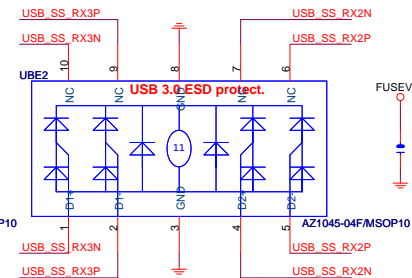 USB_SS_RX3P
USB_SS_RX2N
USB_SS_RX3N
USB_SS_RX2P
10
9
8
7
6
UBE2
FUSEV
USB 3.0 ESD protect.
NC
NC
GND
NC
NC
11
D1+
D1-
GND
D2+
D2-
P10
AZ1045-04F/MSOP10
1
2
3
4
5
USB_SS_RX3N
USB_SS_RX2P
USB_SS_RX3P
USB_SS_RX2N